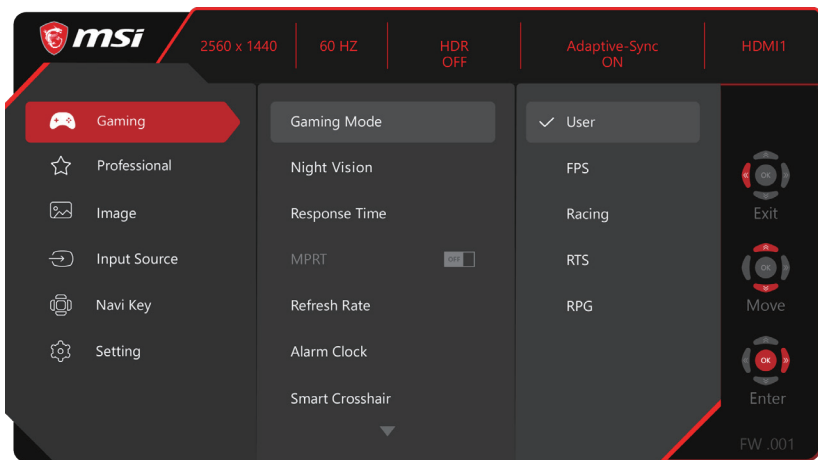 msi
2560 x 1440
60 HZ
HDR
OFF
Adaptive-Sync
ON
HDMI1
Gaming
Professional
Image
Input Source
Navi Key
Setting
Gaming Mode
Night Vision
Response Time
MPRT
OFF
Refresh Rate
Alarm Clock
Smart Crosshair
User
FPS
Racing
RTS
RPG
OK
Exit
OK
Move
OK
Enter
FW .001